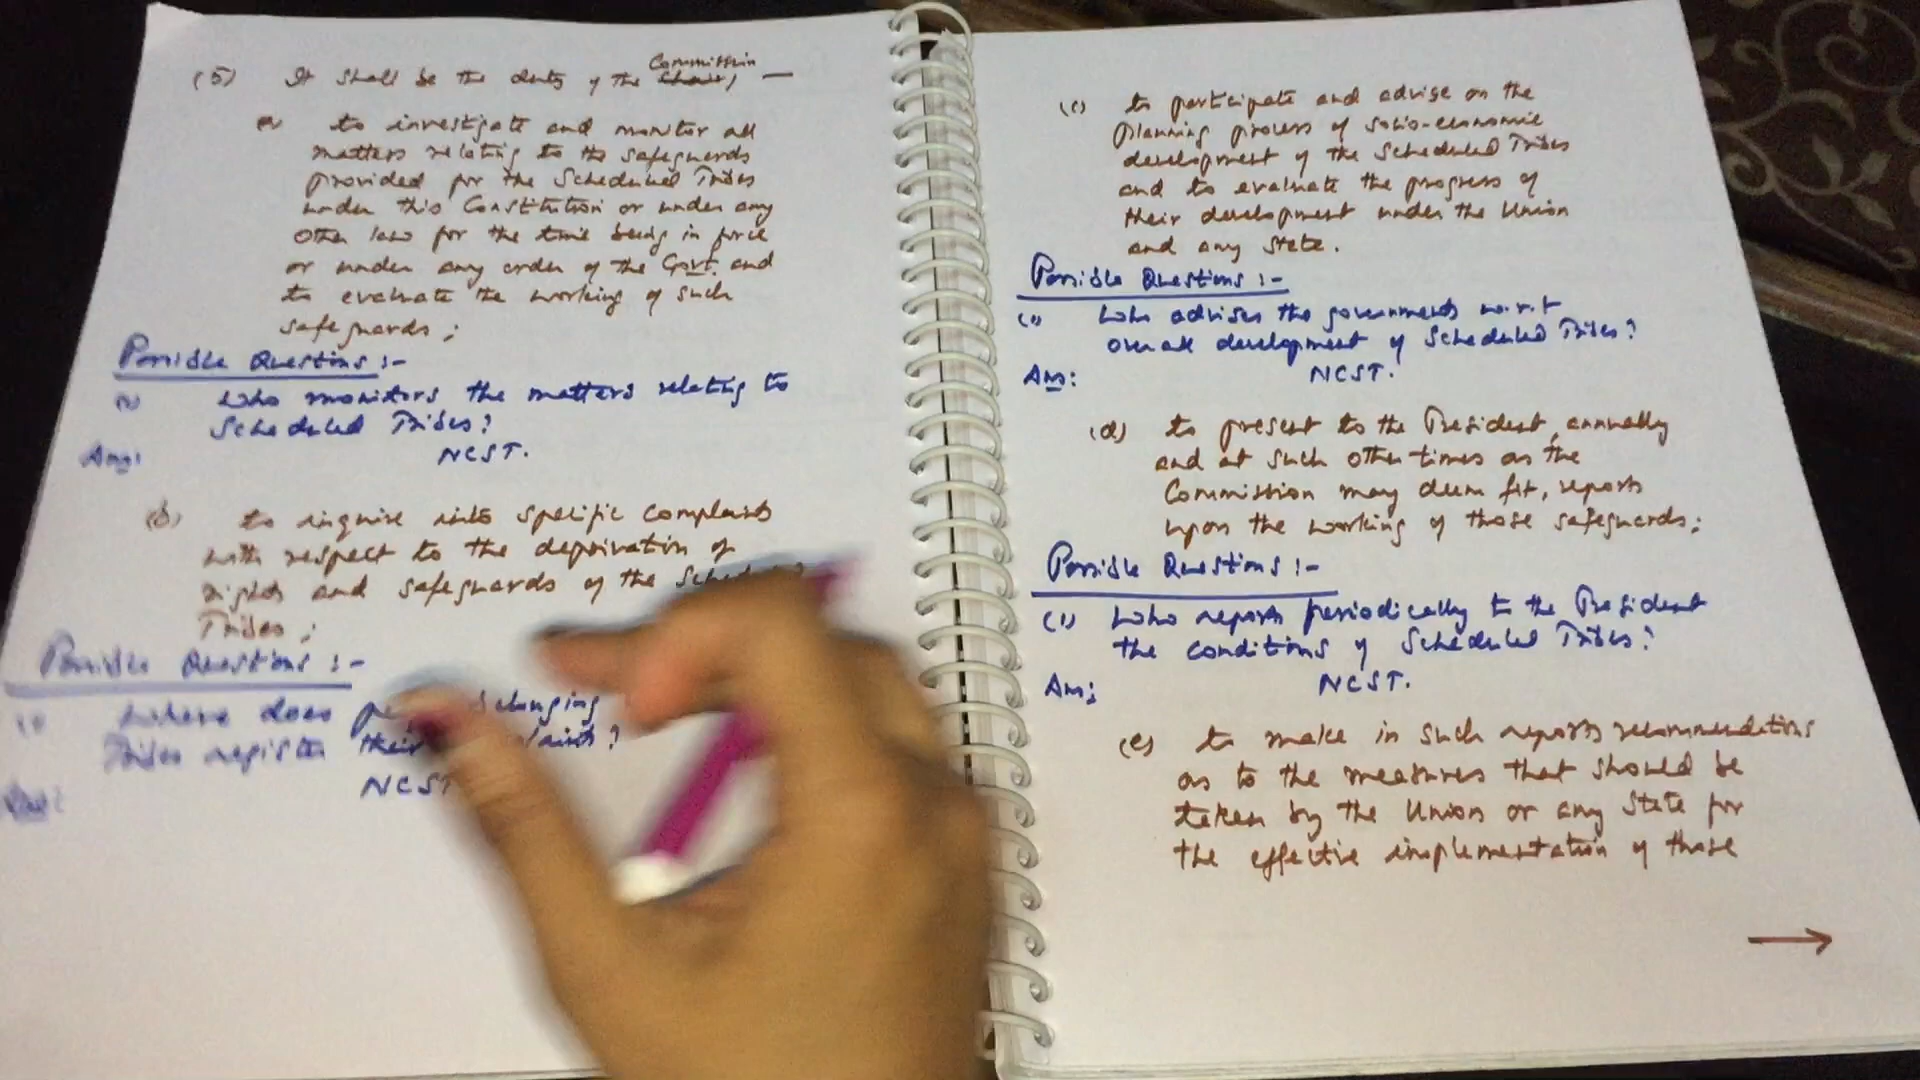 (5) It shall be the duty of the Commission —
a to investigate and monitor all
matters relating to the safeguards
provided for the Scheduled Tribes
under this Constitution or under any
other law for the time being in force
or under any order of the Govt. and
to evaluate the working of such
safeguards;
Possible Questions :-
(1) Who monitors the matters relating to
Scheduled Tribes?
Ans: NCST.
(b) to inquire into specific complaints
with respect to the deprivation of
rights and safeguards of the Scheduled
Tribes;
Possible Questions :-
(1) Where does belonging
Tribes register their
NCST
(c) to participate and advise on the
planning process of socio-economic
development of the Scheduled Tribes
and to evaluate the progress of
their development under the Union
and any State.
Possible Questions :-
(1) Who advises the governments w.r.t
overall development of Scheduled Tribes?
Ans: NCST.
(d) to present to the President, annually
and at such other times as the
Commission may deem fit, reports
upon the working of those safeguards;
Possible Questions :-
(1) Who reports periodically to the President
the conditions of Scheduled Tribes?
Ans: NCST.
(e) to make in such reports recommendations
as to the measures that should be
taken by the Union or any State for
the effective implementation of those
→